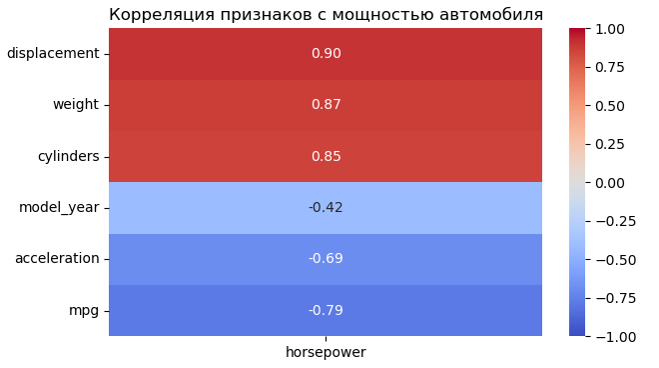 Корреляция признаков с мощностью автомобиля
displacement
0.90
weight
0.87
cylinders
0.85
model_year
-0.42
acceleration
-0.69
mpg
-0.79
horsepower
1.00
0.75
0.50
0.25
0.00
−0.25
−0.50
−0.75
−1.00